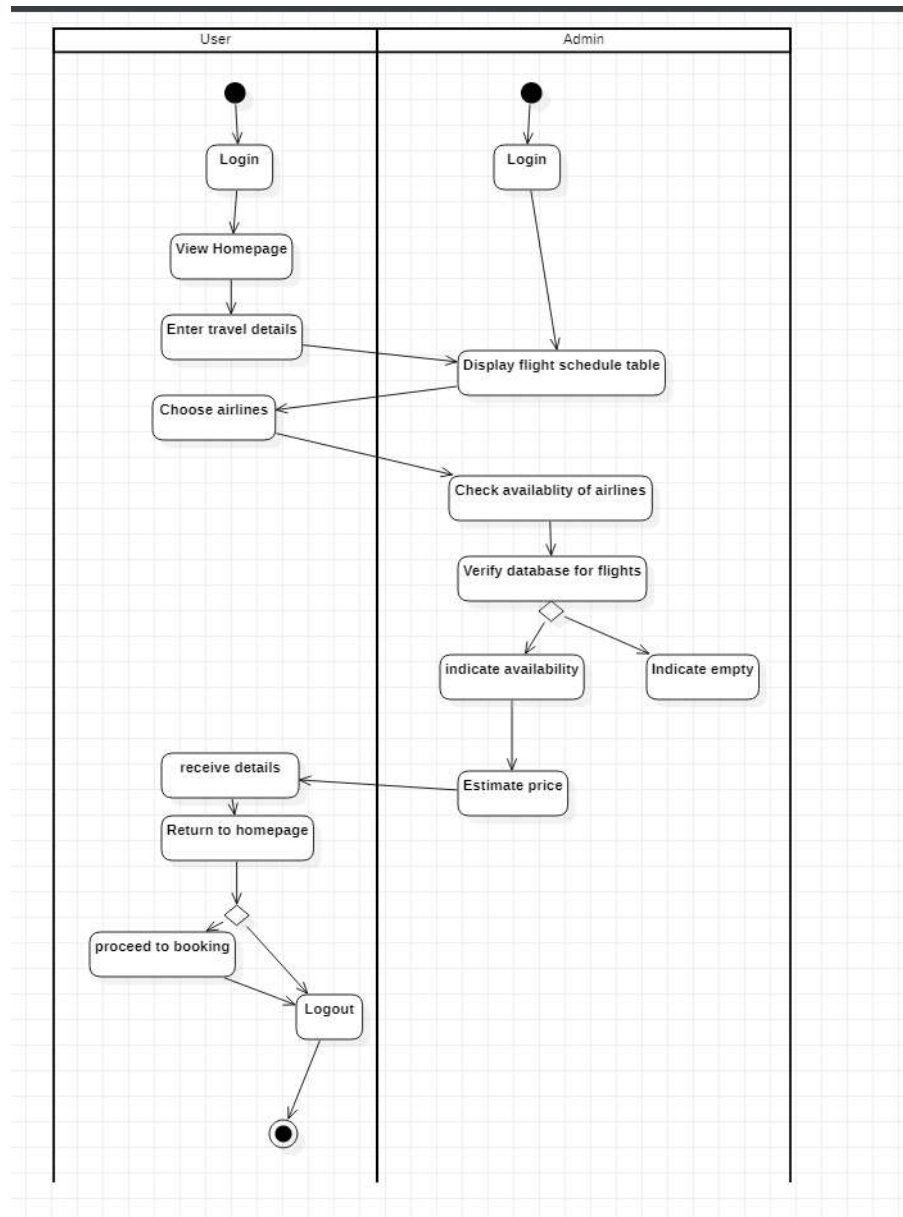 User
Admin
Login
Login
View Homepage
Enter travel details
Display flight schedule table
Choose airlines
Check availablity of airlines
Verify database for flights
indicate availability
Indicate empty
receive details
Estimate price
Return to homepage
proceed to booking
Logout